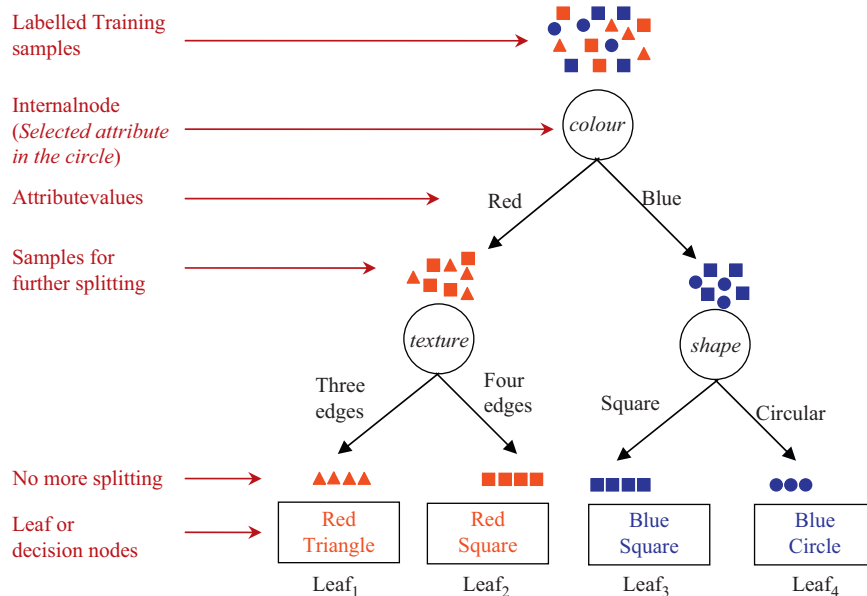 Labelled Training
samples
Internalnode
(Selected attribute
in the circle)
colour
Attributevalues
Red
Blue
Samples for
further splitting
texture
shape
Three
edges
Four
edges
Square
Circular
No more splitting
Leaf or
decision nodes
Red
Triangle
Red
Square
Blue
Square
Blue
Circle
Leaf₁
Leaf₂
Leaf₃
Leaf₄